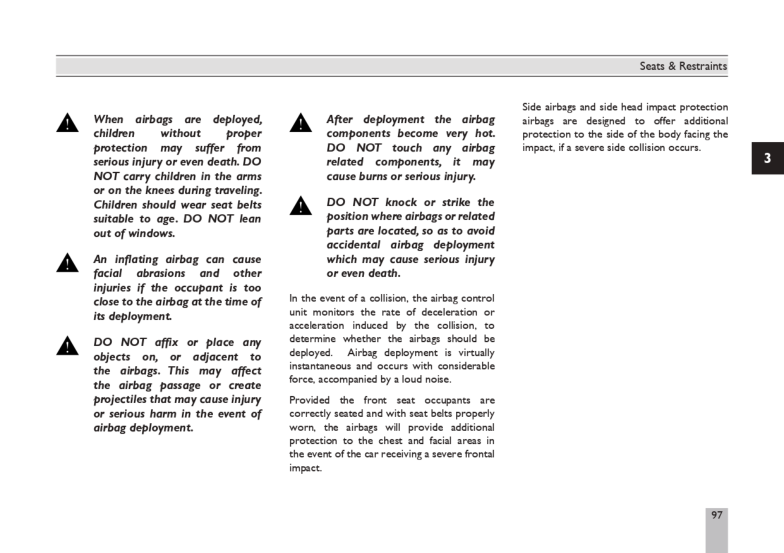 Seats & Restraints
When airbags are deployed,
children without proper
protection may suffer from
serious injury or even death. DO
NOT carry children in the arms
or on the knees during traveling.
Children should wear seat belts
suitable to age. DO NOT lean
out of windows.
An inflating airbag can cause
facial abrasions and other
injuries if the occupant is too
close to the airbag at the time of
its deployment.
DO NOT affix or place any
objects on, or adjacent to
the airbags. This may affect
the airbag passage or create
projectiles that may cause injury
or serious harm in the event of
airbag deployment.
After deployment the airbag
components become very hot.
DO NOT touch any airbag
related components, it may
cause burns or serious injury.
DO NOT knock or strike the
position where airbags or related
parts are located, so as to avoid
accidental airbag deployment
which may cause serious injury
or even death.
In the event of a collision, the airbag control
unit monitors the rate of deceleration or
acceleration induced by the collision, to
determine whether the airbags should be
deployed. Airbag deployment is virtually
instantaneous and occurs with considerable
force, accompanied by a loud noise.
Provided the front seat occupants are
correctly seated and with seat belts properly
worn, the airbags will provide additional
protection to the chest and facial areas in
the event of the car receiving a severe frontal
impact.
Side airbags and side head impact protection
airbags are designed to offer additional
protection to the side of the body facing the
impact, if a severe side collision occurs.
3
97